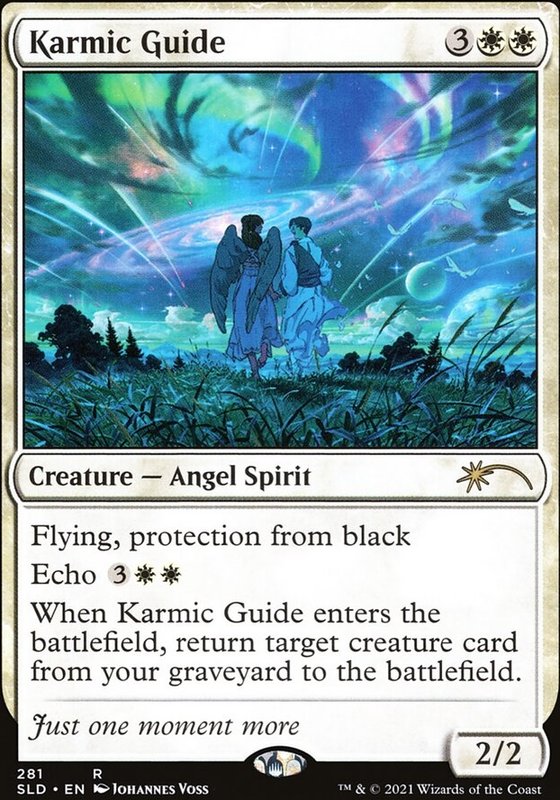 Karmic Guide 3
Creature — Angel Spirit
Flying, protection from black
Echo 3
When Karmic Guide enters the
battlefield, return target creature card
from your graveyard to the battlefield.
Just one moment more
2/2
281 R
SLD • EN Johannes Voss
™ & © 2021 Wizards of the Coast